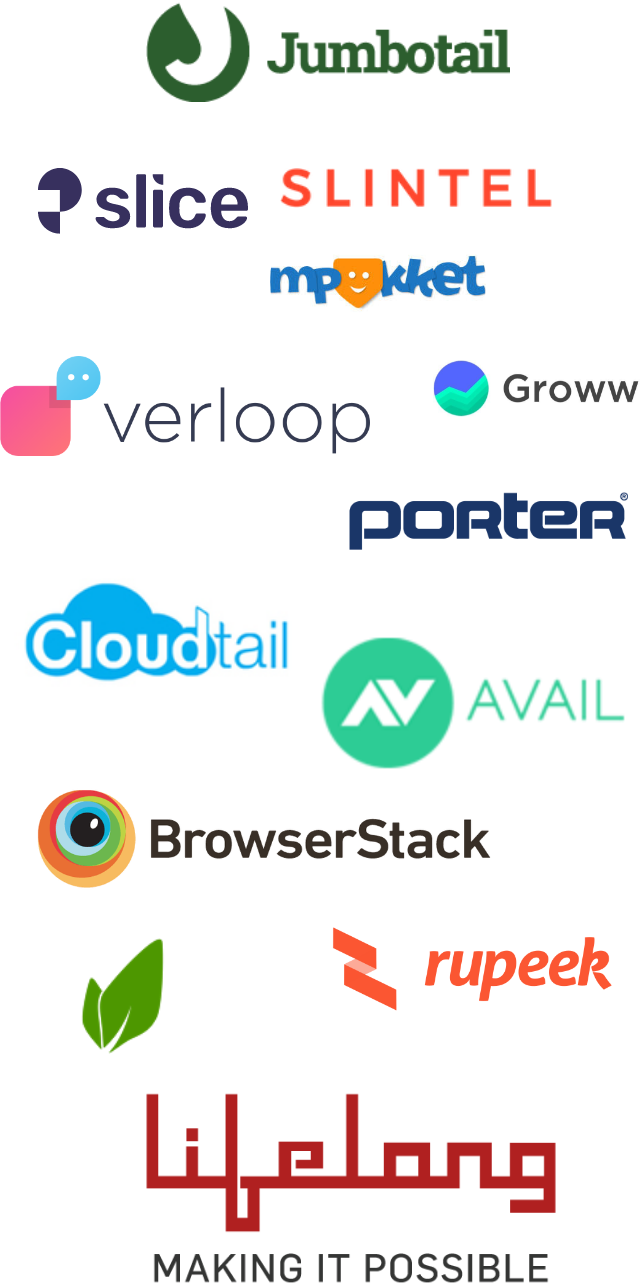 Jumbotail
slice
SLINTEL
mpokket
verloop
Groww
PORTER®
Cloudtail
AVAIL
BrowserStack
rupeek
lifelong
MAKING IT POSSIBLE